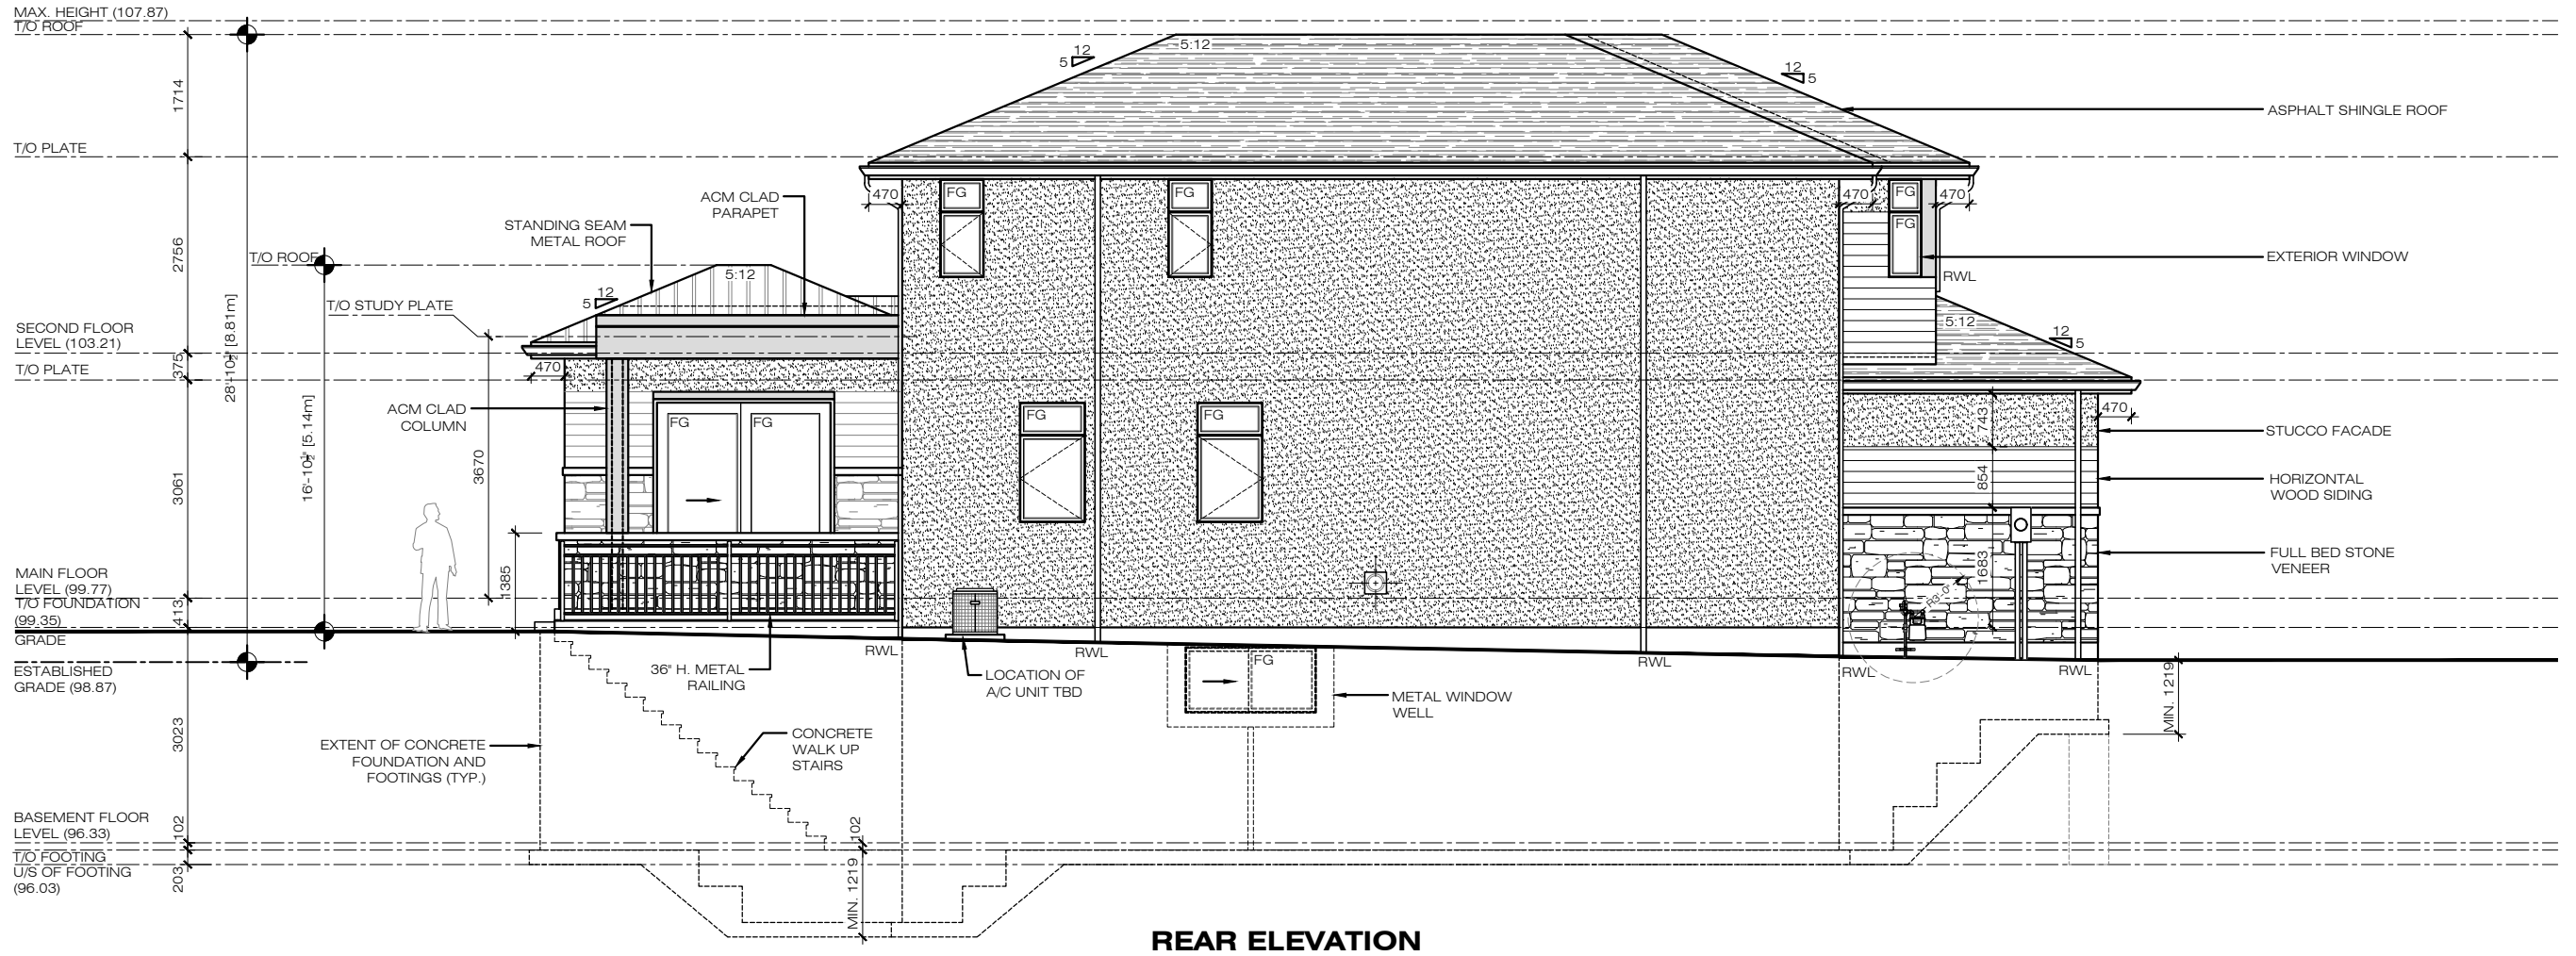 MAX. HEIGHT (107.87)
T/O ROOF
1714
T/O PLATE
2756
SECOND FLOOR
LEVEL (103.21)
375
T/O PLATE
3061
MAIN FLOOR
LEVEL (99.77)
T/O FOUNDATION
(99.35)
413
GRADE
ESTABLISHED
GRADE (98.87)
3023
BASEMENT FLOOR
LEVEL (96.33)
102
T/O FOOTING
U/S OF FOOTING
(96.03)
203
28'-10½" [8.81m]
T/O ROOF
16'-10½" [5.14m]
T/O STUDY PLATE
3670
1385
STANDING SEAM
METAL ROOF
ACM CLAD
PARAPET
5:12
12
5
470
ACM CLAD
COLUMN
FG
FG
36" H. METAL
RAILING
EXTENT OF CONCRETE
FOUNDATION AND
FOOTINGS (TYP.)
CONCRETE
WALK UP
STAIRS
102
MIN. 1219
12
5
5:12
12
5
470
FG
FG
FG
FG
RWL
LOCATION OF
A/C UNIT TBD
RWL
FG
METAL WINDOW
WELL
RWL
RWL
RWL
470
FG
FG
470
RWL
5:12
12
5
470
743
854
1683
R3'-0"
MIN. 1219
ASPHALT SHINGLE ROOF
EXTERIOR WINDOW
STUCCO FACADE
HORIZONTAL
WOOD SIDING
FULL BED STONE
VENEER
REAR ELEVATION